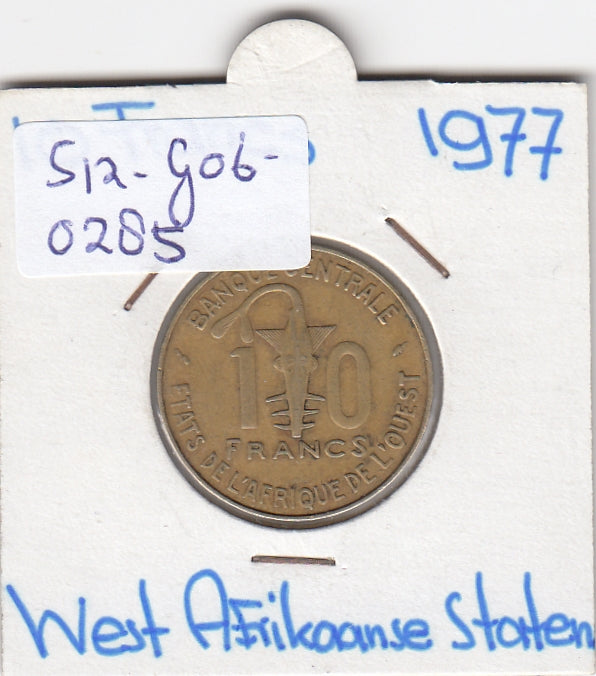 1977
S12-G06-
0285
BANQUE CENTRALE
10
FRANCS
ETATS DE L'AFRIQUE DE L'OUEST
West Afrikaanse Staten